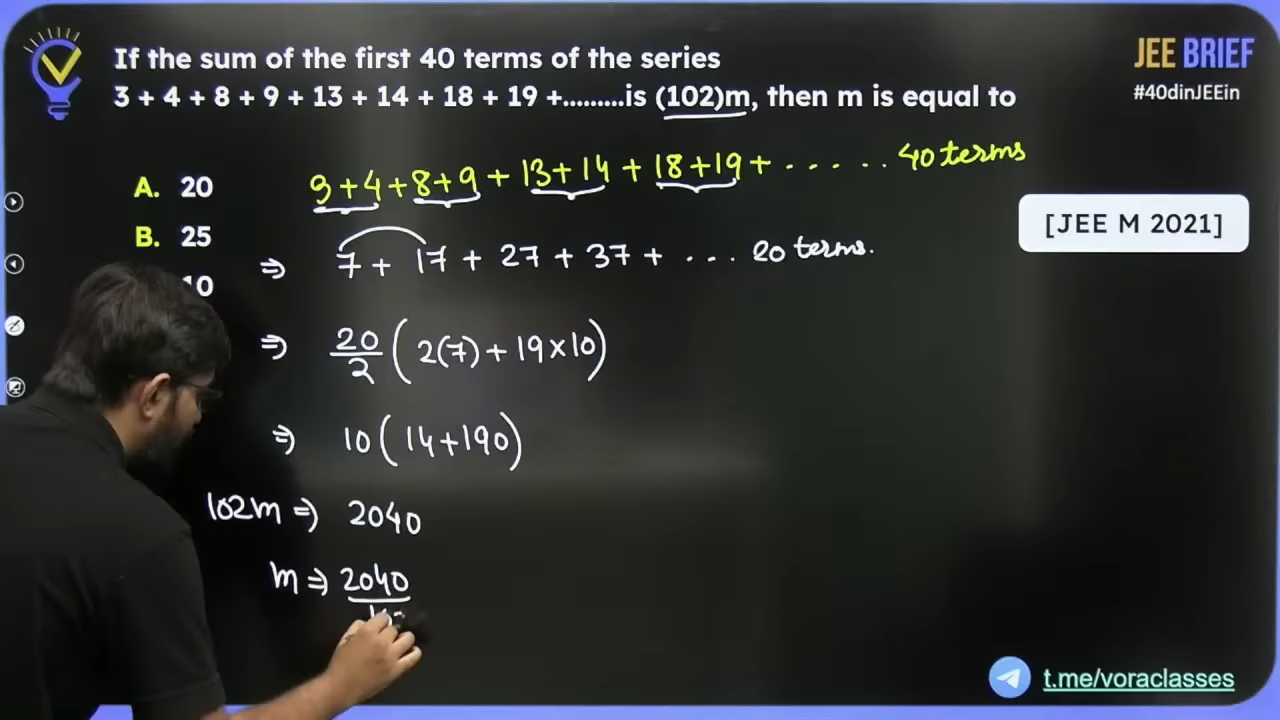 If the sum of the first 40 terms of the series
3 + 4 + 8 + 9 + 13 + 14 + 18 + 19 +.........is (102)m, then m is equal to
JEE BRIEF
#40dinJEEin
A. 20
B. 25
10
[JEE M 2021]
3+4+8+9+13+14+18+19+ ..... 40 terms
⇒ 7 + 17 + 27 + 37 + ... 20 terms.
⇒ 20/2 (2(7) + 19×10)
⇒ 10(14+190)
102m ⇒ 2040
m ⇒ 2040
t.me/voraclasses